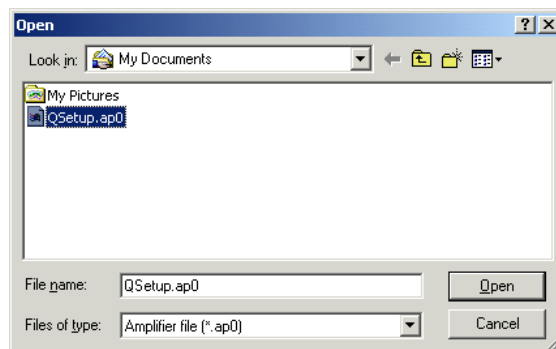 Open
Look in: My Documents
My Pictures
QSetup.ap0
File name: QSetup.ap0 Open
Files of type: Amplifier file (*.ap0) Cancel